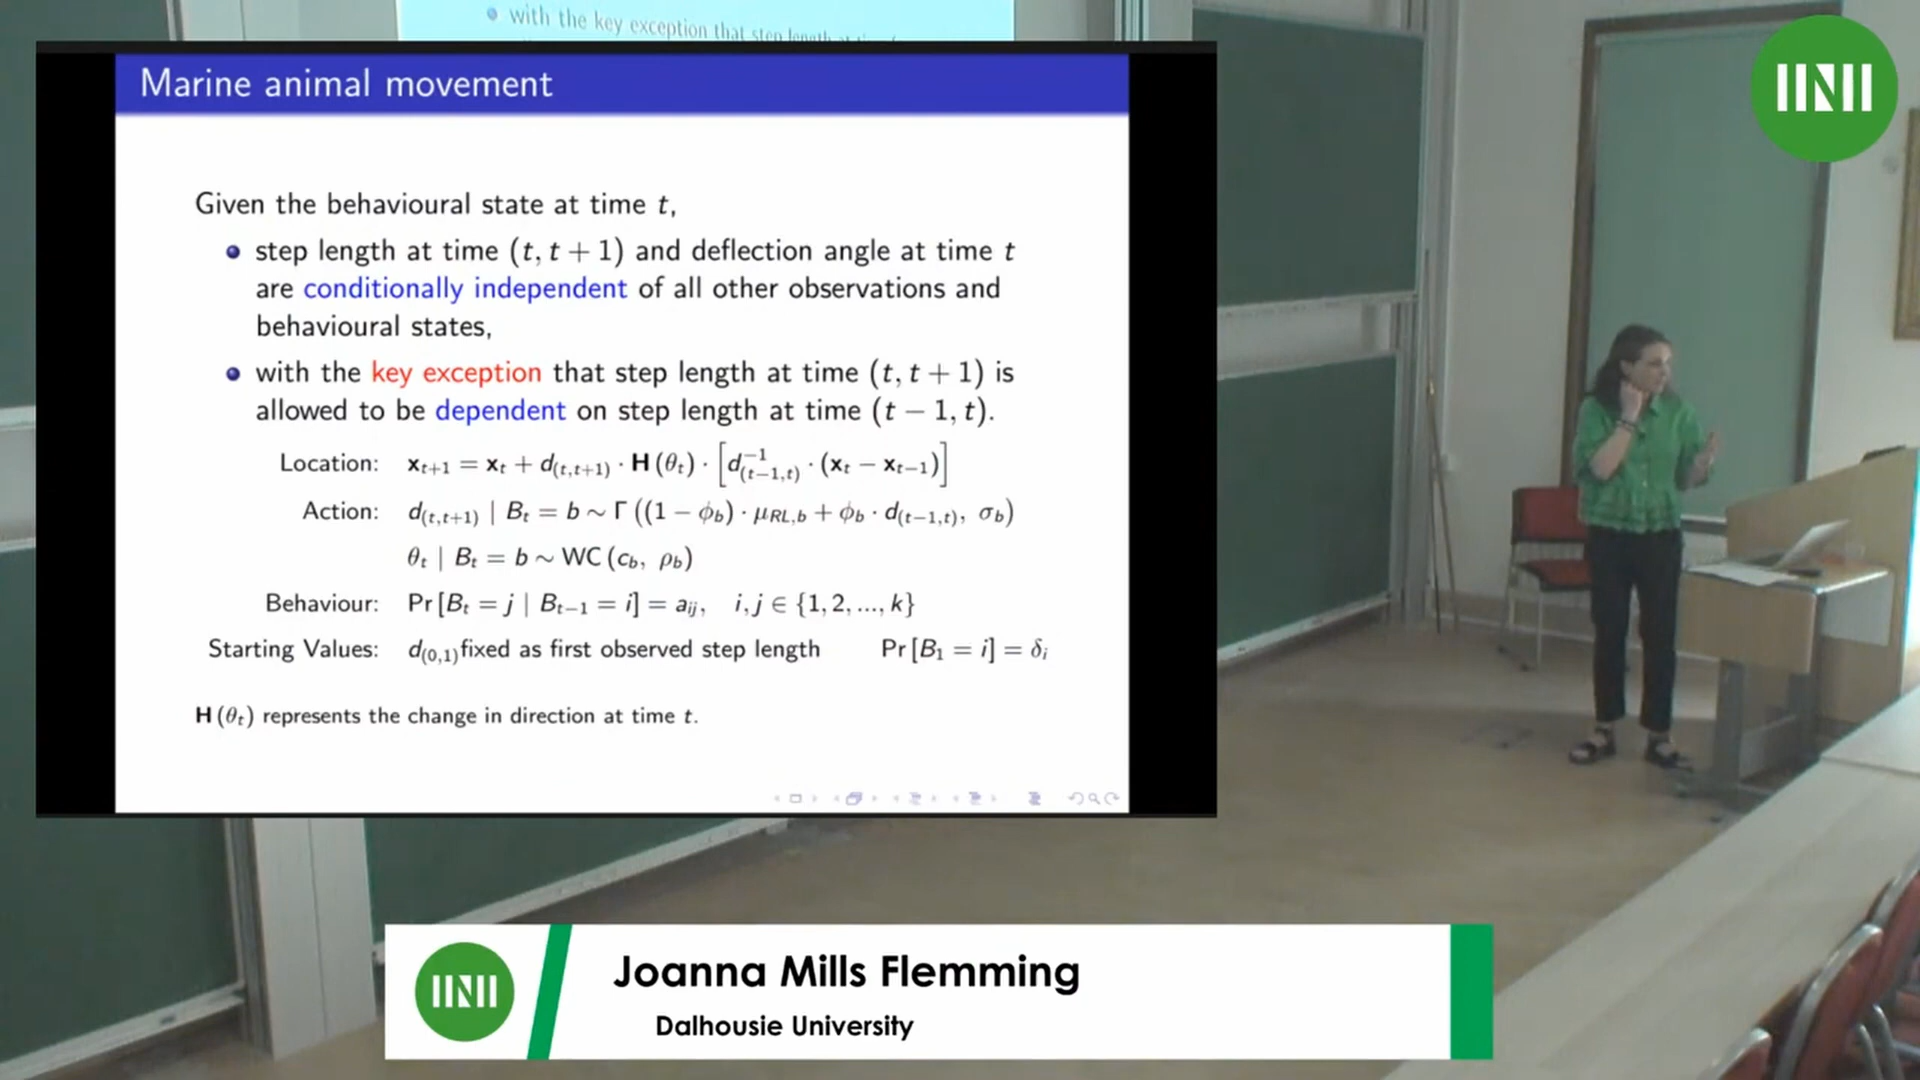 with the key exception that step length
Marine animal movement
Given the behavioural state at time t,
step length at time (t, t + 1) and deflection angle at time t
are conditionally independent of all other observations and
behavioural states,
with the key exception that step length at time (t, t + 1) is
allowed to be dependent on step length at time (t − 1, t).
Location: x_{t+1} = x_t + d_{(t,t+1)} · H(θ_t) · [d^{−1}_{(t−1,t)} · (x_t − x_{t−1})]
Action: d_{(t,t+1)} | B_t = b ∼ Γ((1 − ϕ_b) · μ_{RL,b} + ϕ_b · d_{(t−1,t)}, σ_b)
θ_t | B_t = b ∼ WC(c_b, ρ_b)
Behaviour: Pr[B_t = j | B_{t−1} = i] = a_{ij}, i, j ∈ {1, 2, ..., k}
Starting Values: d_{(0,1)} fixed as first observed step length Pr[B_1 = i] = δ_i
H(θ_t) represents the change in direction at time t.
Joanna Mills Flemming
Dalhousie University